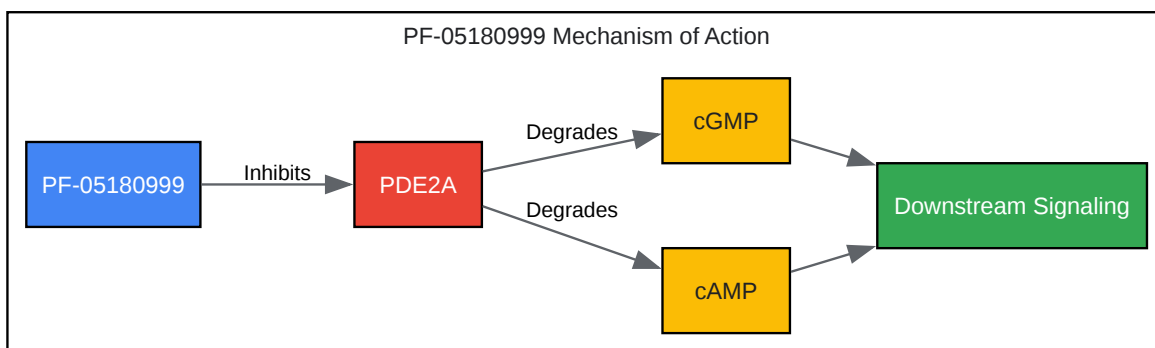 PF-05180999 Mechanism of Action
PF-05180999
Inhibits
PDE2A
Degrades
Degrades
cGMP
cAMP
Downstream Signaling